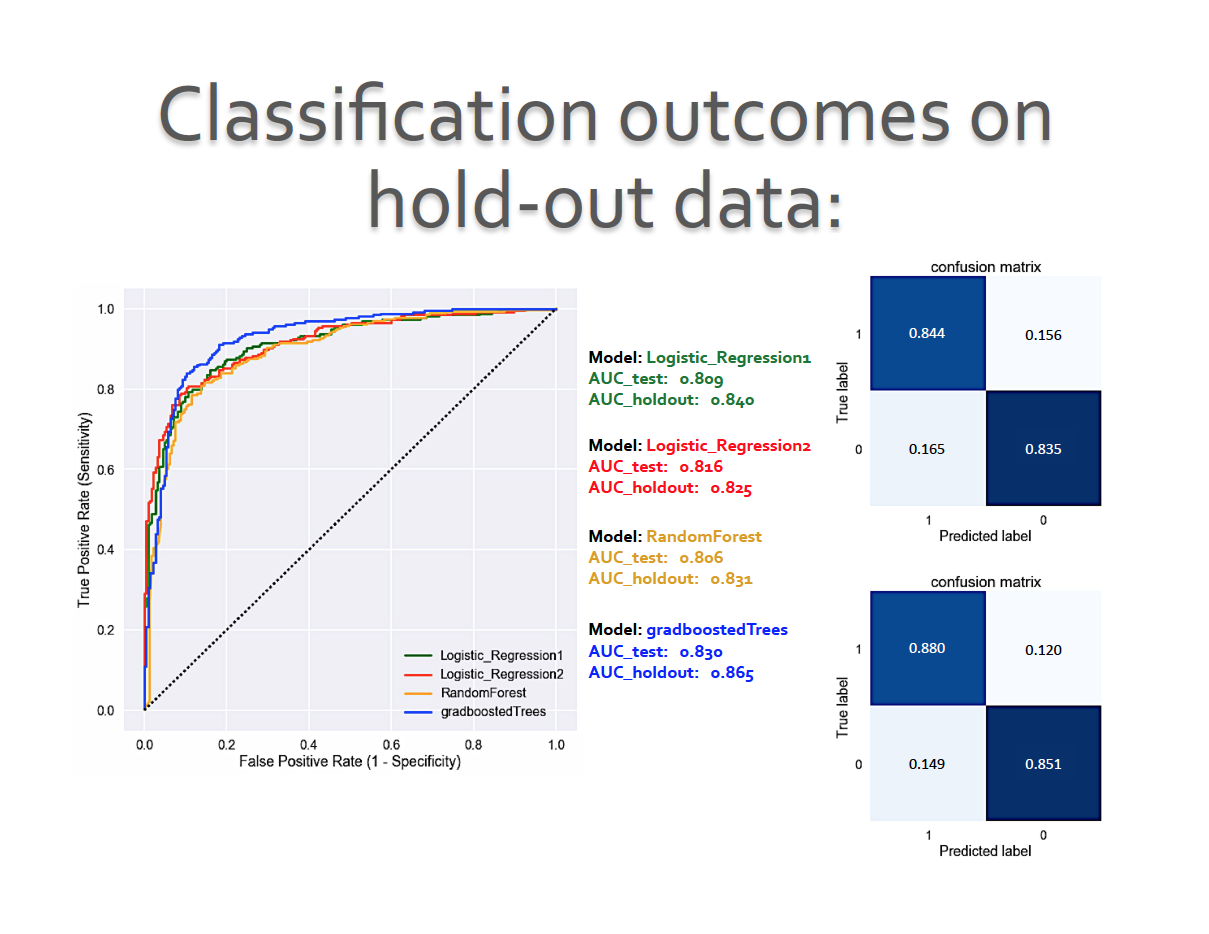 Classification outcomes on
hold-out data:
1.0
0.8
0.6
0.4
0.2
0.0
True Positive Rate (Sensitivity)
Logistic_Regression1
Logistic_Regression2
RandomForest
gradboostedTrees
0.0 0.2 0.4 0.6 0.8 1.0
False Positive Rate (1 - Specificity)
Model: Logistic_Regression1
AUC_test: 0.809
AUC_holdout: 0.840
Model: Logistic_Regression2
AUC_test: 0.816
AUC_holdout: 0.825
Model: RandomForest
AUC_test: 0.806
AUC_holdout: 0.831
Model: gradboostedTrees
AUC_test: 0.830
AUC_holdout: 0.865
confusion matrix
True label
1 0.844 0.156
0 0.165 0.835
1 0
Predicted label
confusion matrix
True label
1 0.880 0.120
0 0.149 0.851
1 0
Predicted label